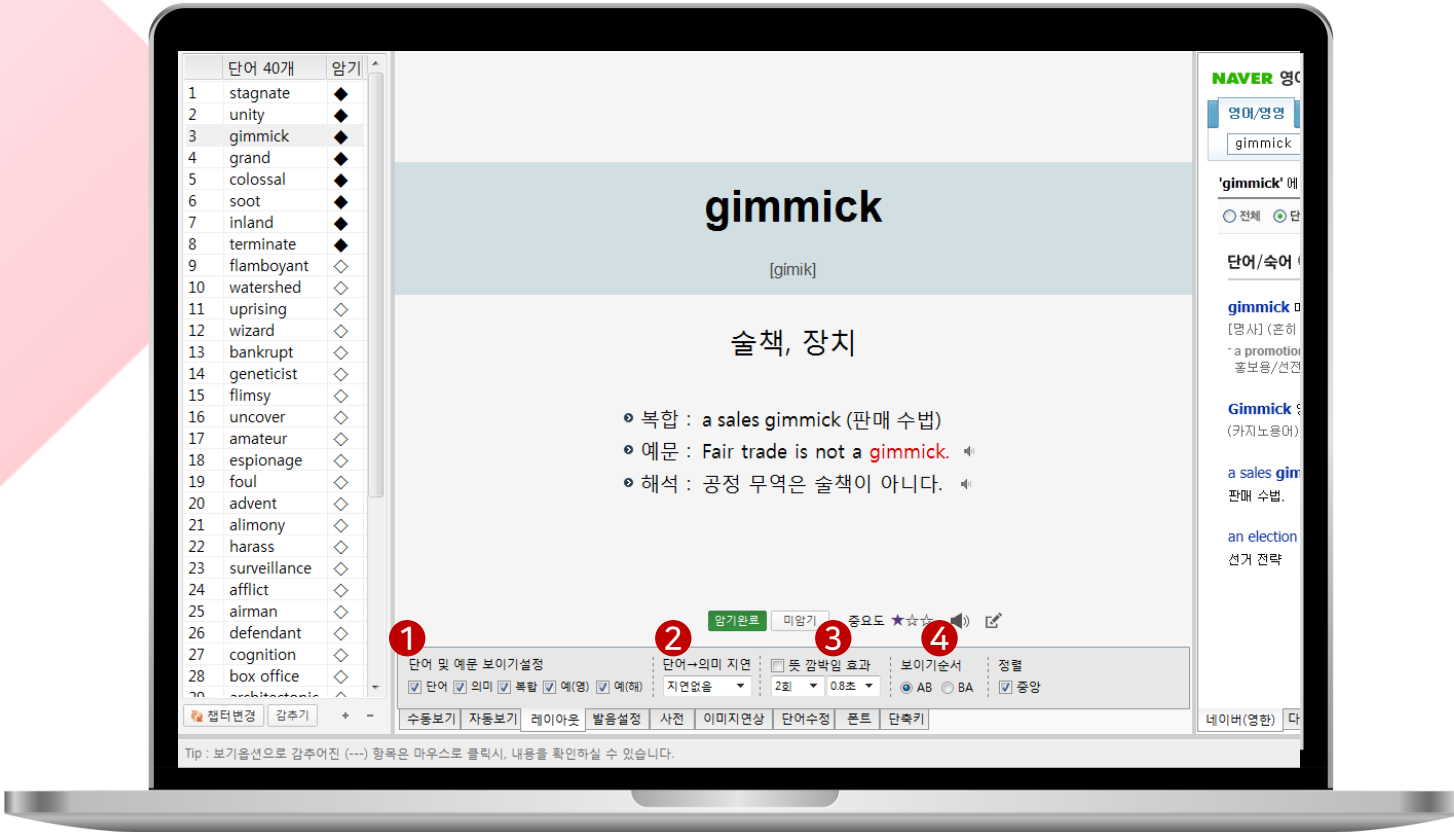 단어 40개 암기
1 stagnate ◆
2 unity ◆
3 gimmick ◆
4 grand ◆
5 colossal ◆
6 soot ◆
7 inland ◆
8 terminate ◆
9 flamboyant ◇
10 watershed ◇
11 uprising ◇
12 wizard ◇
13 bankrupt ◇
14 geneticist ◇
15 flimsy ◇
16 uncover ◇
17 amateur ◇
18 espionage ◇
19 foul ◇
20 advent ◇
21 alimony ◇
22 harass ◇
23 surveillance ◇
24 afflict ◇
25 airman ◇
26 defendant ◇
27 cognition ◇
28 box office ◇
29 architectonic ◇
챕터변경 감추기 + -
gimmick
[gímik]
술책, 장치
복합 : a sales gimmick (판매 수법)
예문 : Fair trade is not a gimmick.
해석 : 공정 무역은 술책이 아니다.
암기완료 미암기 중요도 ★☆☆
1 2 3 4
단어 및 예문 보이기설정 단어→의미 지연 뜻 깜박임 효과 보이기순서 정렬
단어 의미 복합 예(영) 예(해) 지연없음 2회 0.8초 AB BA 중앙
수동보기 자동보기 레이아웃 발음설정 사전 이미지연상 단어수정 폰트 단축키
NAVER 영어
영어/영영
gimmick
'gimmick' 에
전체 단
단어/숙어
gimmick
[명사] (흔히
a promotion
홍보용/선전
Gimmick
(카지노용어)
a sales gim
판매 수법.
an election
선거 전략
네이버(영한) 다
Tip : 보기옵션으로 감추어진 (---) 항목은 마우스로 클릭시, 내용을 확인하실 수 있습니다.